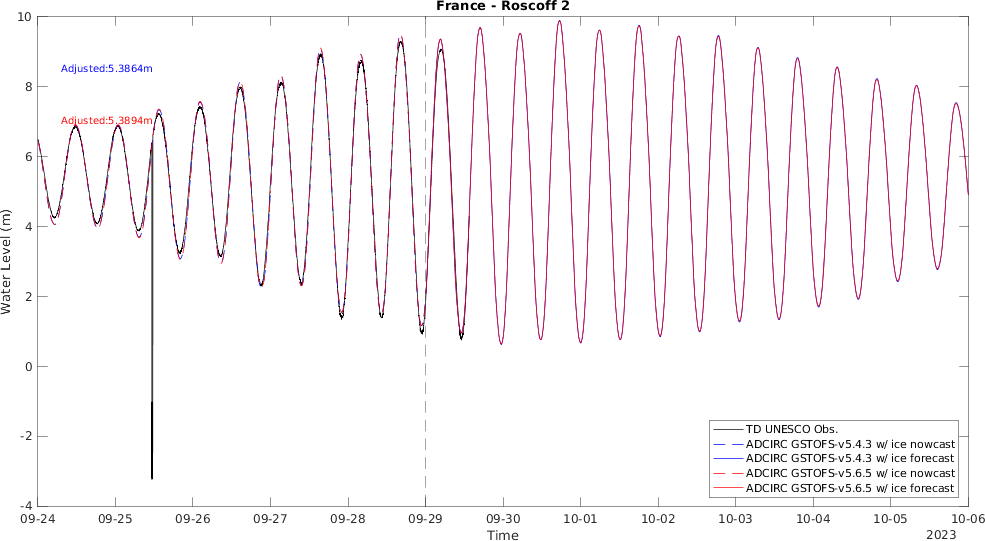 France - Roscoff 2
10
8
6
4
2
0
-2
-4
Water Level (m)
Adjusted:5.3864m
Adjusted:5.3894m
TD UNESCO Obs.
ADCIRC GSTOFS-v5.4.3 w/ ice nowcast
ADCIRC GSTOFS-v5.4.3 w/ ice forecast
ADCIRC GSTOFS-v5.6.5 w/ ice nowcast
ADCIRC GSTOFS-v5.6.5 w/ ice forecast
09-24 09-25 09-26 09-27 09-28 09-29 09-30 10-01 10-02 10-03 10-04 10-05 10-06
Time
2023